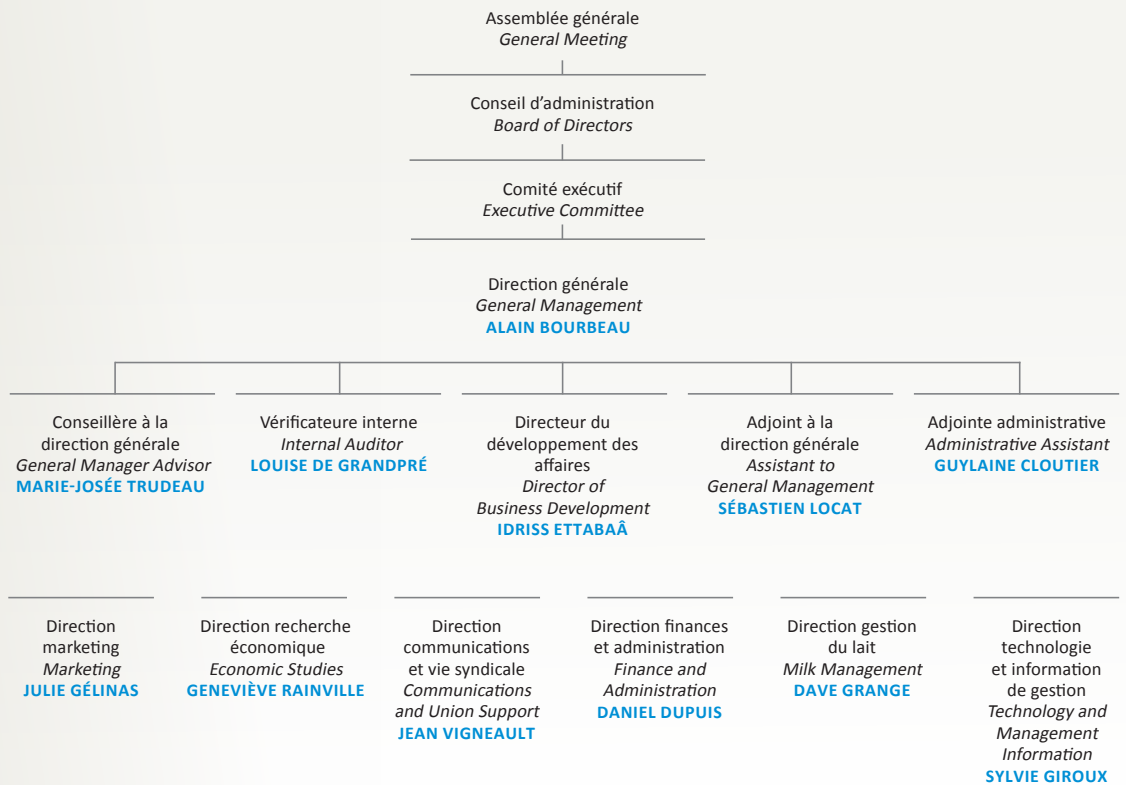 Assemblée générale
General Meeting
Conseil d'administration
Board of Directors
Comité exécutif
Executive Committee
Direction générale
General Management
ALAIN BOURBEAU
Conseillère à la
direction générale
General Manager Advisor
MARIE-JOSÉE TRUDEAU
Vérificateure interne
Internal Auditor
LOUISE DE GRANDPRÉ
Directeur du
développement des
affaires
Director of
Business Development
IDRISS ETTABAÂ
Adjoint à la
direction générale
Assistant to
General Management
SÉBASTIEN LOCAT
Adjointe administrative
Administrative Assistant
GUYLAINE CLOUTIER
Direction
marketing
Marketing
JULIE GÉLINAS
Direction recherche
économique
Economic Studies
GENEVIÈVE RAINVILLE
Direction
communications
et vie syndicale
Communications
and Union Support
JEAN VIGNEAULT
Direction finances
et administration
Finance and
Administration
DANIEL DUPUIS
Direction gestion
du lait
Milk Management
DAVE GRANGE
Direction
technologie
et information
de gestion
Technology and
Management
Information
SYLVIE GIROUX